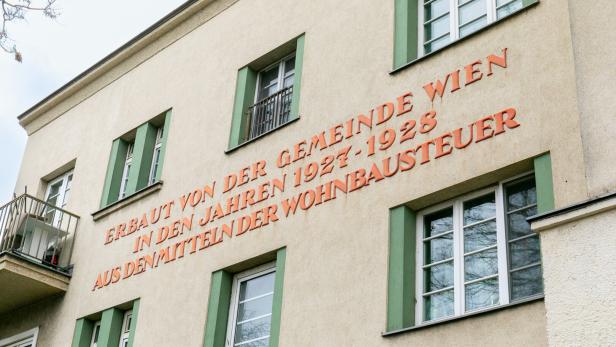 ERBAUT VON DER GEMEINDE WIEN
IN DEN JAHREN 1927-1928
AUS DEN MITTELN DER WOHNBAUSTEUER